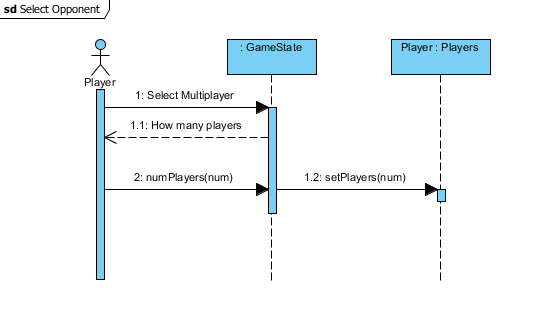 sd Select Opponent
: GameState
Player : Players
Player
1: Select Multiplayer
1.1: How many players
2: numPlayers(num)
1.2: setPlayers(num)